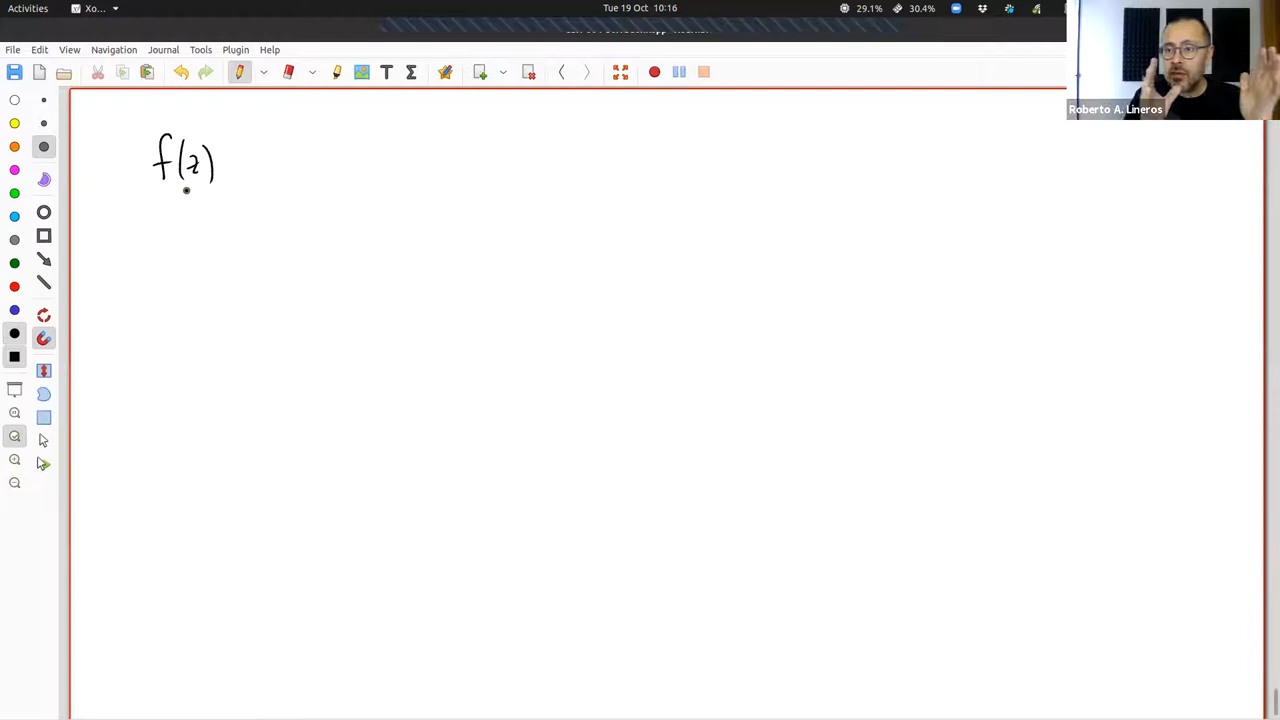 Activities
Xo...
Tue 19 Oct 10:16
29.1%
30.4%
File Edit View Navigation Journal Tools Plugin Help
Roberto A. Lineros
f(z)